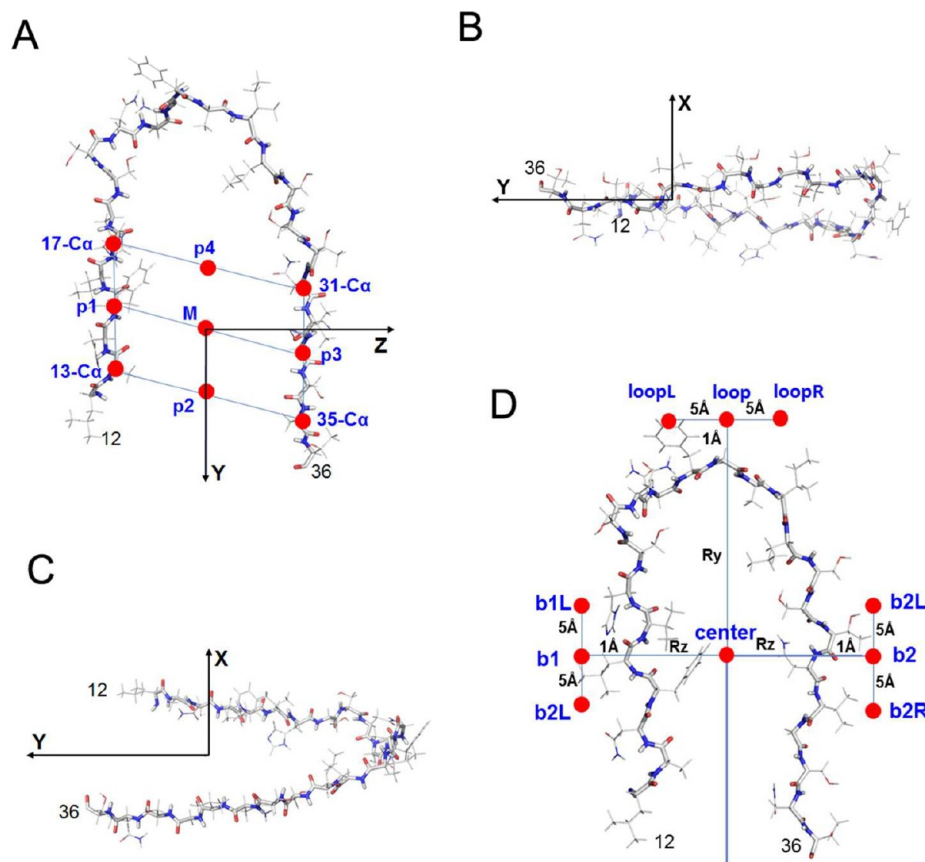 A
17-Cα
p4
31-Cα
p1
M
Z
p3
13-Cα
p2
35-Cα
12
Y
36
B
X
36
Y
12
C
X
12
Y
36
D
loopL
loop
loopR
5Å
5Å
1Å
Ry
b1L
b2L
5Å
5Å
center
1Å
Rz
Rz
1Å
b1
b2
5Å
5Å
b2L
b2R
12
36